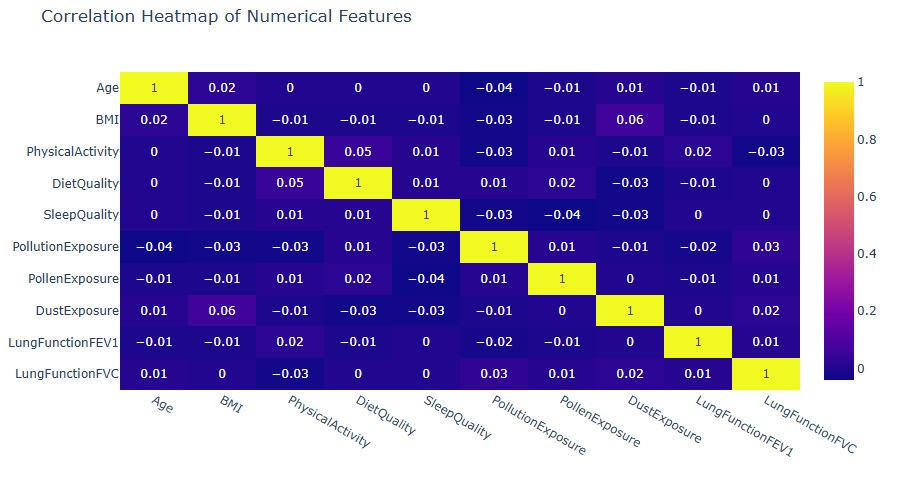 Correlation Heatmap of Numerical Features
Age 1 0.02 0 0 0 −0.04 −0.01 0.01 −0.01 0.01
BMI 0.02 1 −0.01 −0.01 −0.01 −0.03 −0.01 0.06 −0.01 0
PhysicalActivity 0 −0.01 1 0.05 0.01 −0.03 0.01 −0.01 0.02 −0.03
DietQuality 0 −0.01 0.05 1 0.01 0.01 0.02 −0.03 −0.01 0
SleepQuality 0 −0.01 0.01 0.01 1 −0.03 −0.04 −0.03 0 0
PollutionExposure −0.04 −0.03 −0.03 0.01 −0.03 1 0.01 −0.01 −0.02 0.03
PollenExposure −0.01 −0.01 0.01 0.02 −0.04 0.01 1 0 −0.01 0.01
DustExposure 0.01 0.06 −0.01 −0.03 −0.03 −0.01 0 1 0 0.02
LungFunctionFEV1 −0.01 −0.01 0.02 −0.01 0 −0.02 −0.01 0 1 0.01
LungFunctionFVC 0.01 0 −0.03 0 0 0.03 0.01 0.02 0.01 1
Age BMI PhysicalActivity DietQuality SleepQuality PollutionExposure PollenExposure DustExposure LungFunctionFEV1 LungFunctionFVC
1
0.8
0.6
0.4
0.2
0